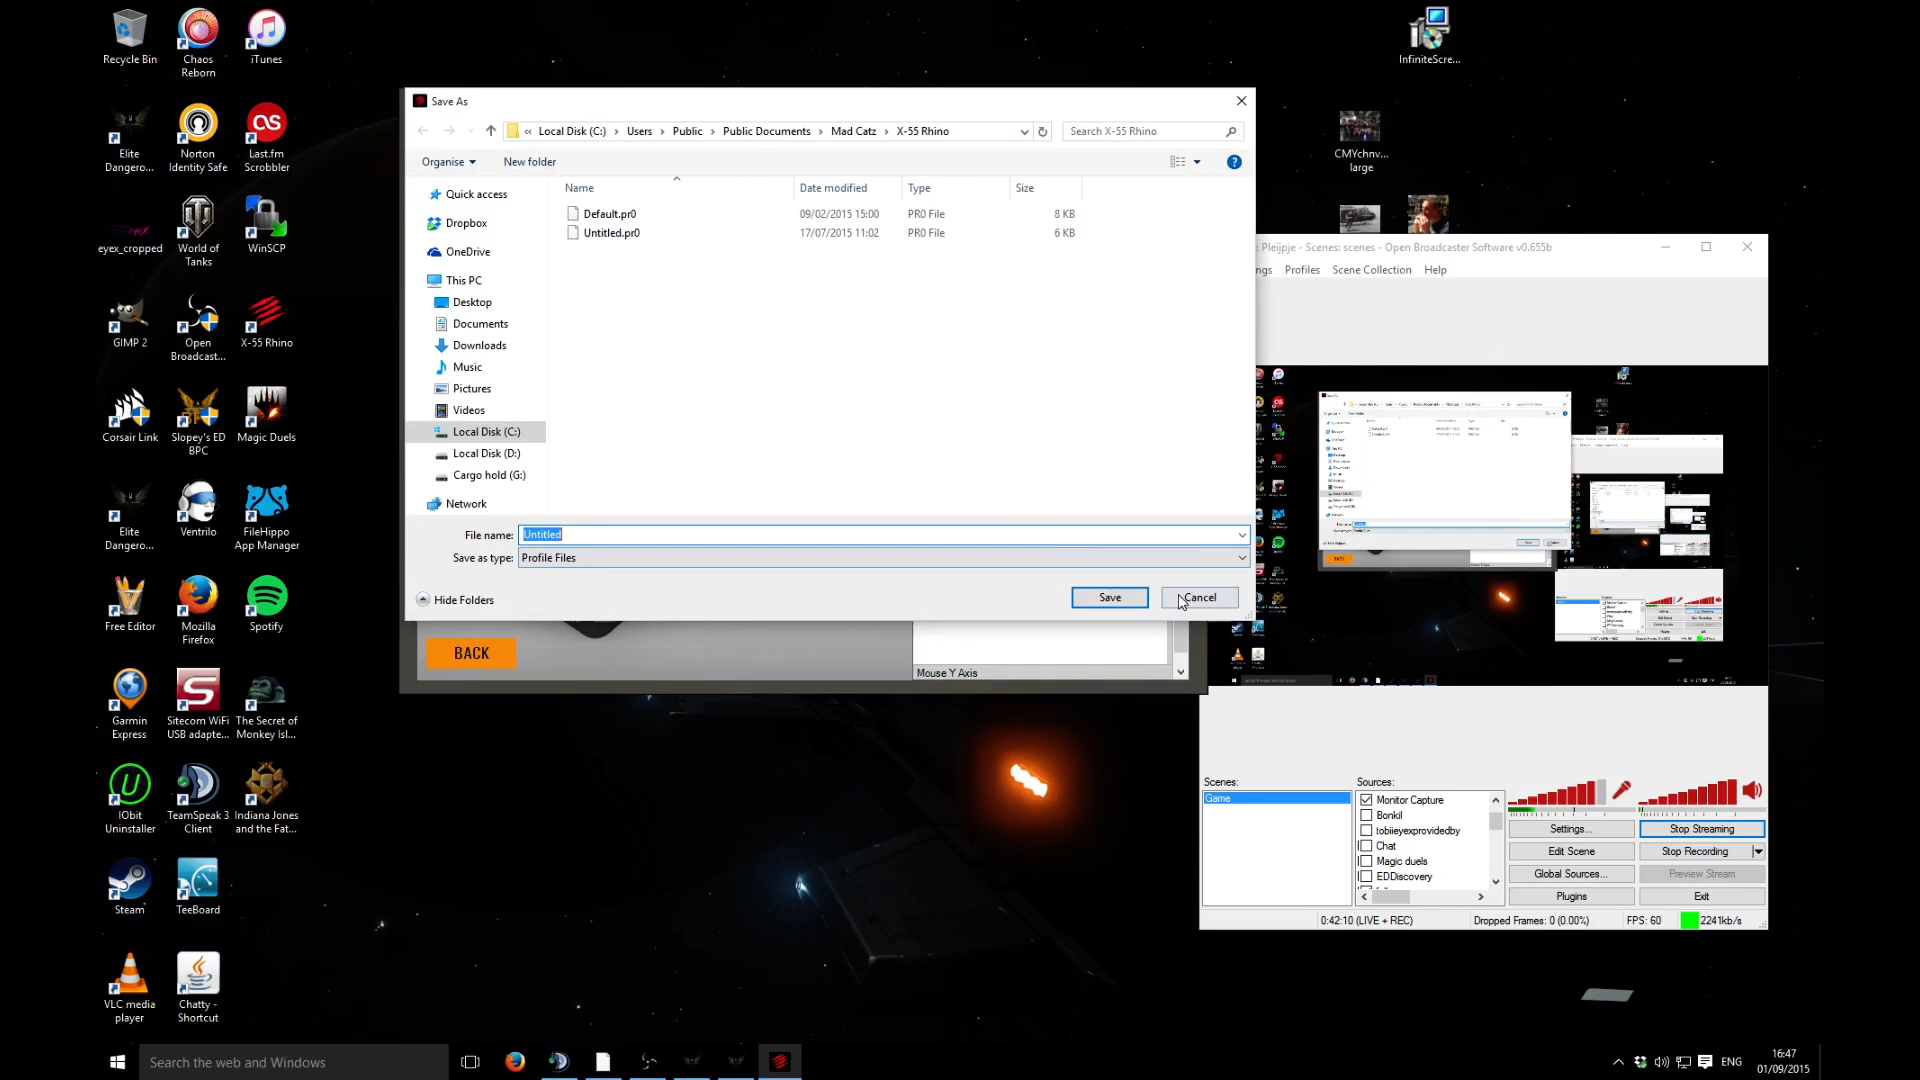 Recycle Bin
Chaos
Reborn
iTunes
InfiniteScre...
Elite
Dangero...
Norton
Identity Safe
Last.fm
Scrobbler
CMYchnv...
large
eyex_cropped
World of
Tanks
WinSCP
GIMP 2
Open
Broadcast...
X-55 Rhino
Corsair Link
Slopey's ED
BPC
Magic Duels
Elite
Dangero...
Ventrilo
FileHippo
App Manager
Free Editor
Mozilla
Firefox
Spotify
Garmin
Express
Sitecom WiFi
USB adapte...
The Secret of
Monkey Isl...
IObit
Uninstaller
TeamSpeak 3
Client
Indiana Jones
and the Fat...
Steam
TeeBoard
VLC media
player
Chatty -
Shortcut
Save As
« Local Disk (C:) > Users > Public > Public Documents > Mad Catz > X-55 Rhino
Search X-55 Rhino
Organise
New folder
Name
Date modified
Type
Size
Default.pr0
09/02/2015 15:00
PR0 File
8 KB
Untitled.pr0
17/07/2015 11:02
PR0 File
6 KB
Quick access
Dropbox
OneDrive
This PC
Desktop
Documents
Downloads
Music
Pictures
Videos
Local Disk (C:)
Local Disk (D:)
Cargo hold (G:)
Network
File name: Untitled
Save as type: Profile Files
Hide Folders
Save
Cancel
BACK
Mouse Y Axis
: Pleijpje - Scenes: scenes - Open Broadcaster Software v0.655b
ngs
Profiles
Scene Collection
Help
Scenes:
Game
Sources:
Monitor Capture
Bonkil
tobiieyexprovidedby
Chat
Magic duels
EDDiscovery
Settings...
Stop Streaming
Edit Scene
Stop Recording
Global Sources...
Preview Stream
Plugins
Exit
0:42:10 (LIVE + REC)
Dropped Frames: 0 (0.00%)
FPS: 60
2241kb/s
Search the web and Windows
ENG
16:47
01/09/2015